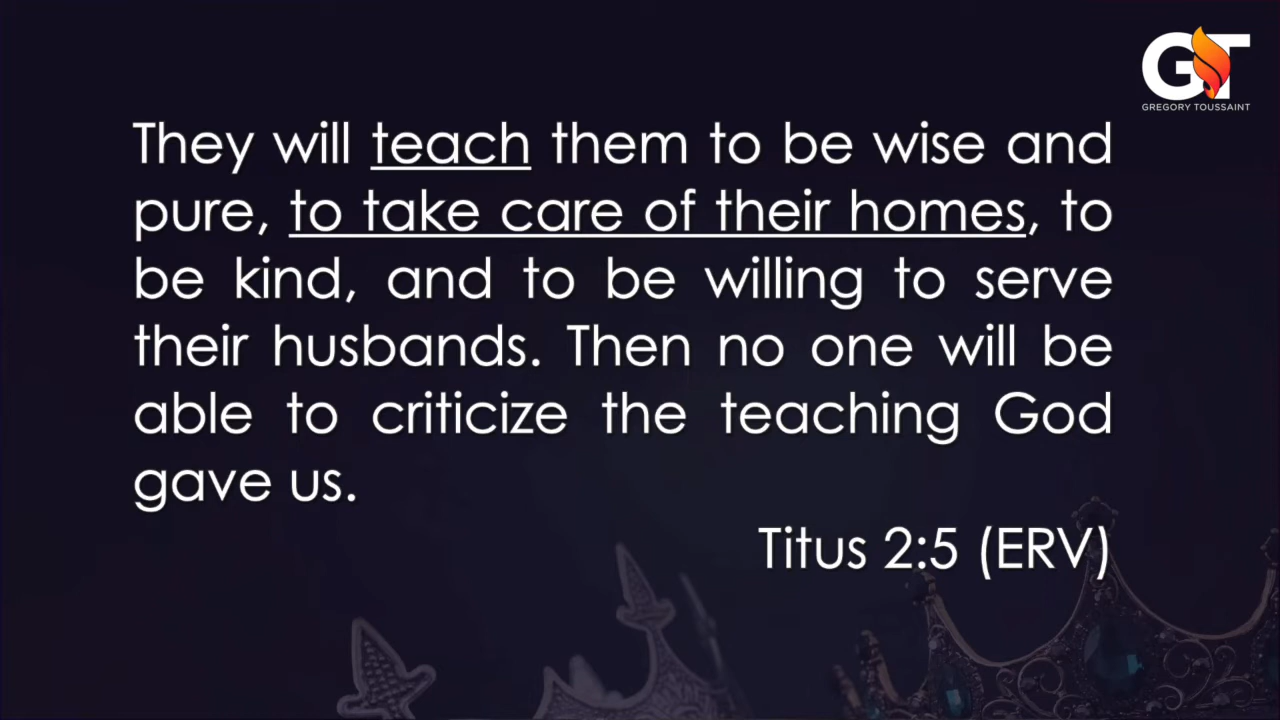 GT
GREGORY TOUSSAINT
They will teach them to be wise and
pure, to take care of their homes, to
be kind, and to be willing to serve
their husbands. Then no one will be
able to criticize the teaching God
gave us.
Titus 2:5 (ERV)